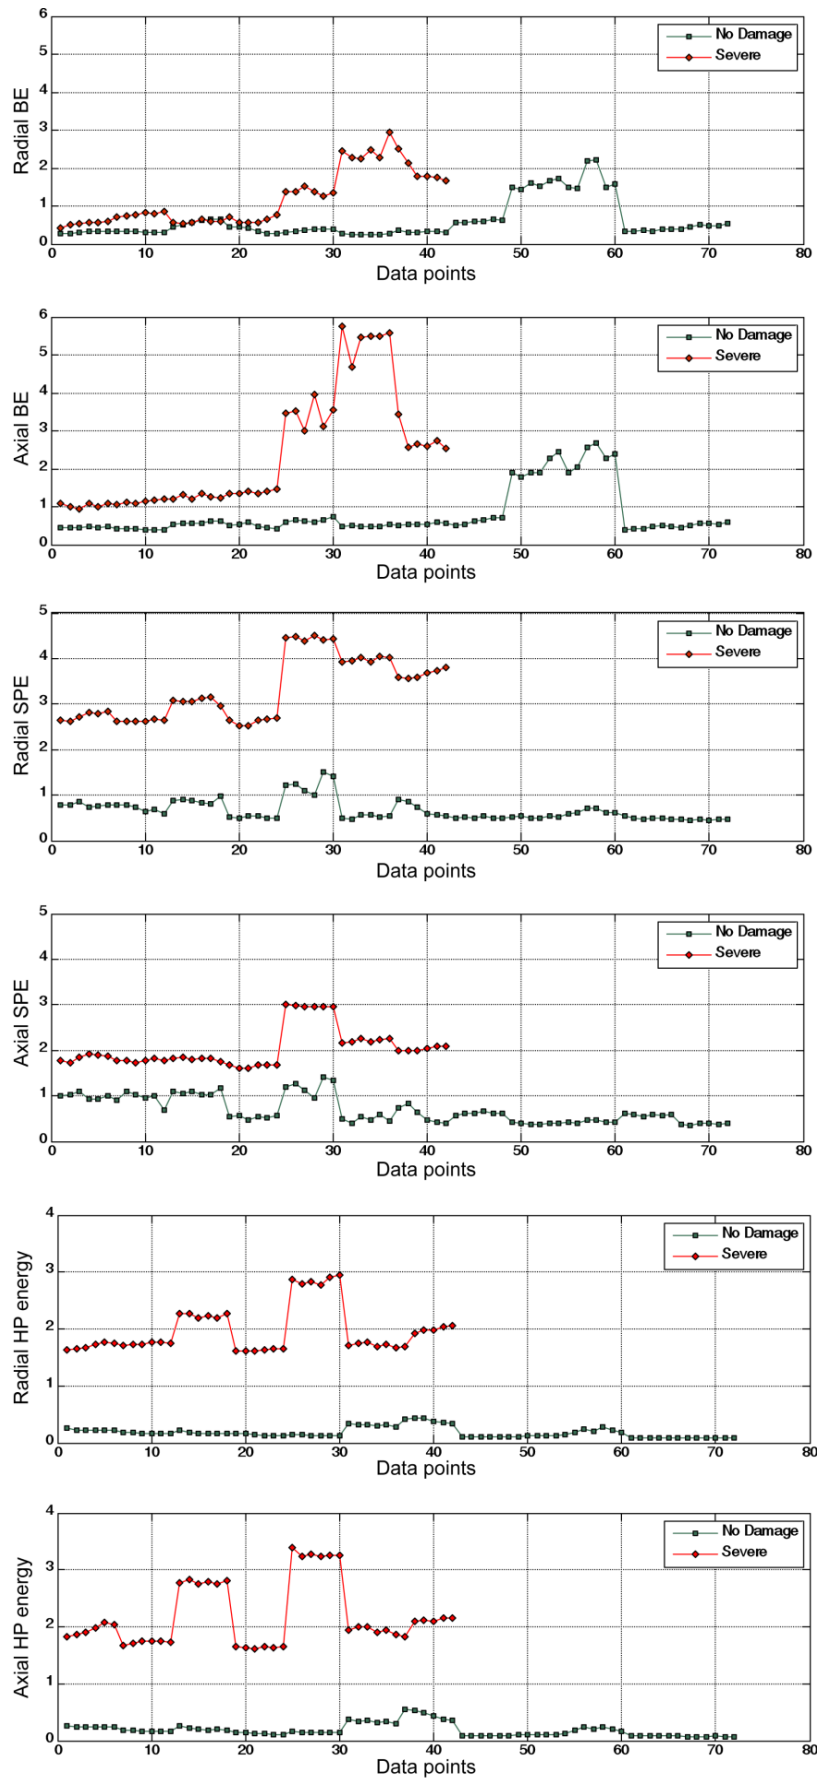 6
No Damage
Severe
5
4
3
2
1
0
0 10 20 30 40 50 60 70 80
Radial BE
Data points
6
No Damage
Severe
5
4
3
2
1
0
0 10 20 30 40 50 60 70 80
Axial BE
Data points
5
No Damage
Severe
4
3
2
1
0
0 10 20 30 40 50 60 70 80
Radial SPE
Data points
5
No Damage
Severe
4
3
2
1
0
0 10 20 30 40 50 60 70 80
Axial SPE
Data points
4
No Damage
Severe
3
2
1
0
0 10 20 30 40 50 60 70 80
Radial HP energy
Data points
4
No Damage
Severe
3
2
1
0
0 10 20 30 40 50 60 70 80
Axial HP energy
Data points